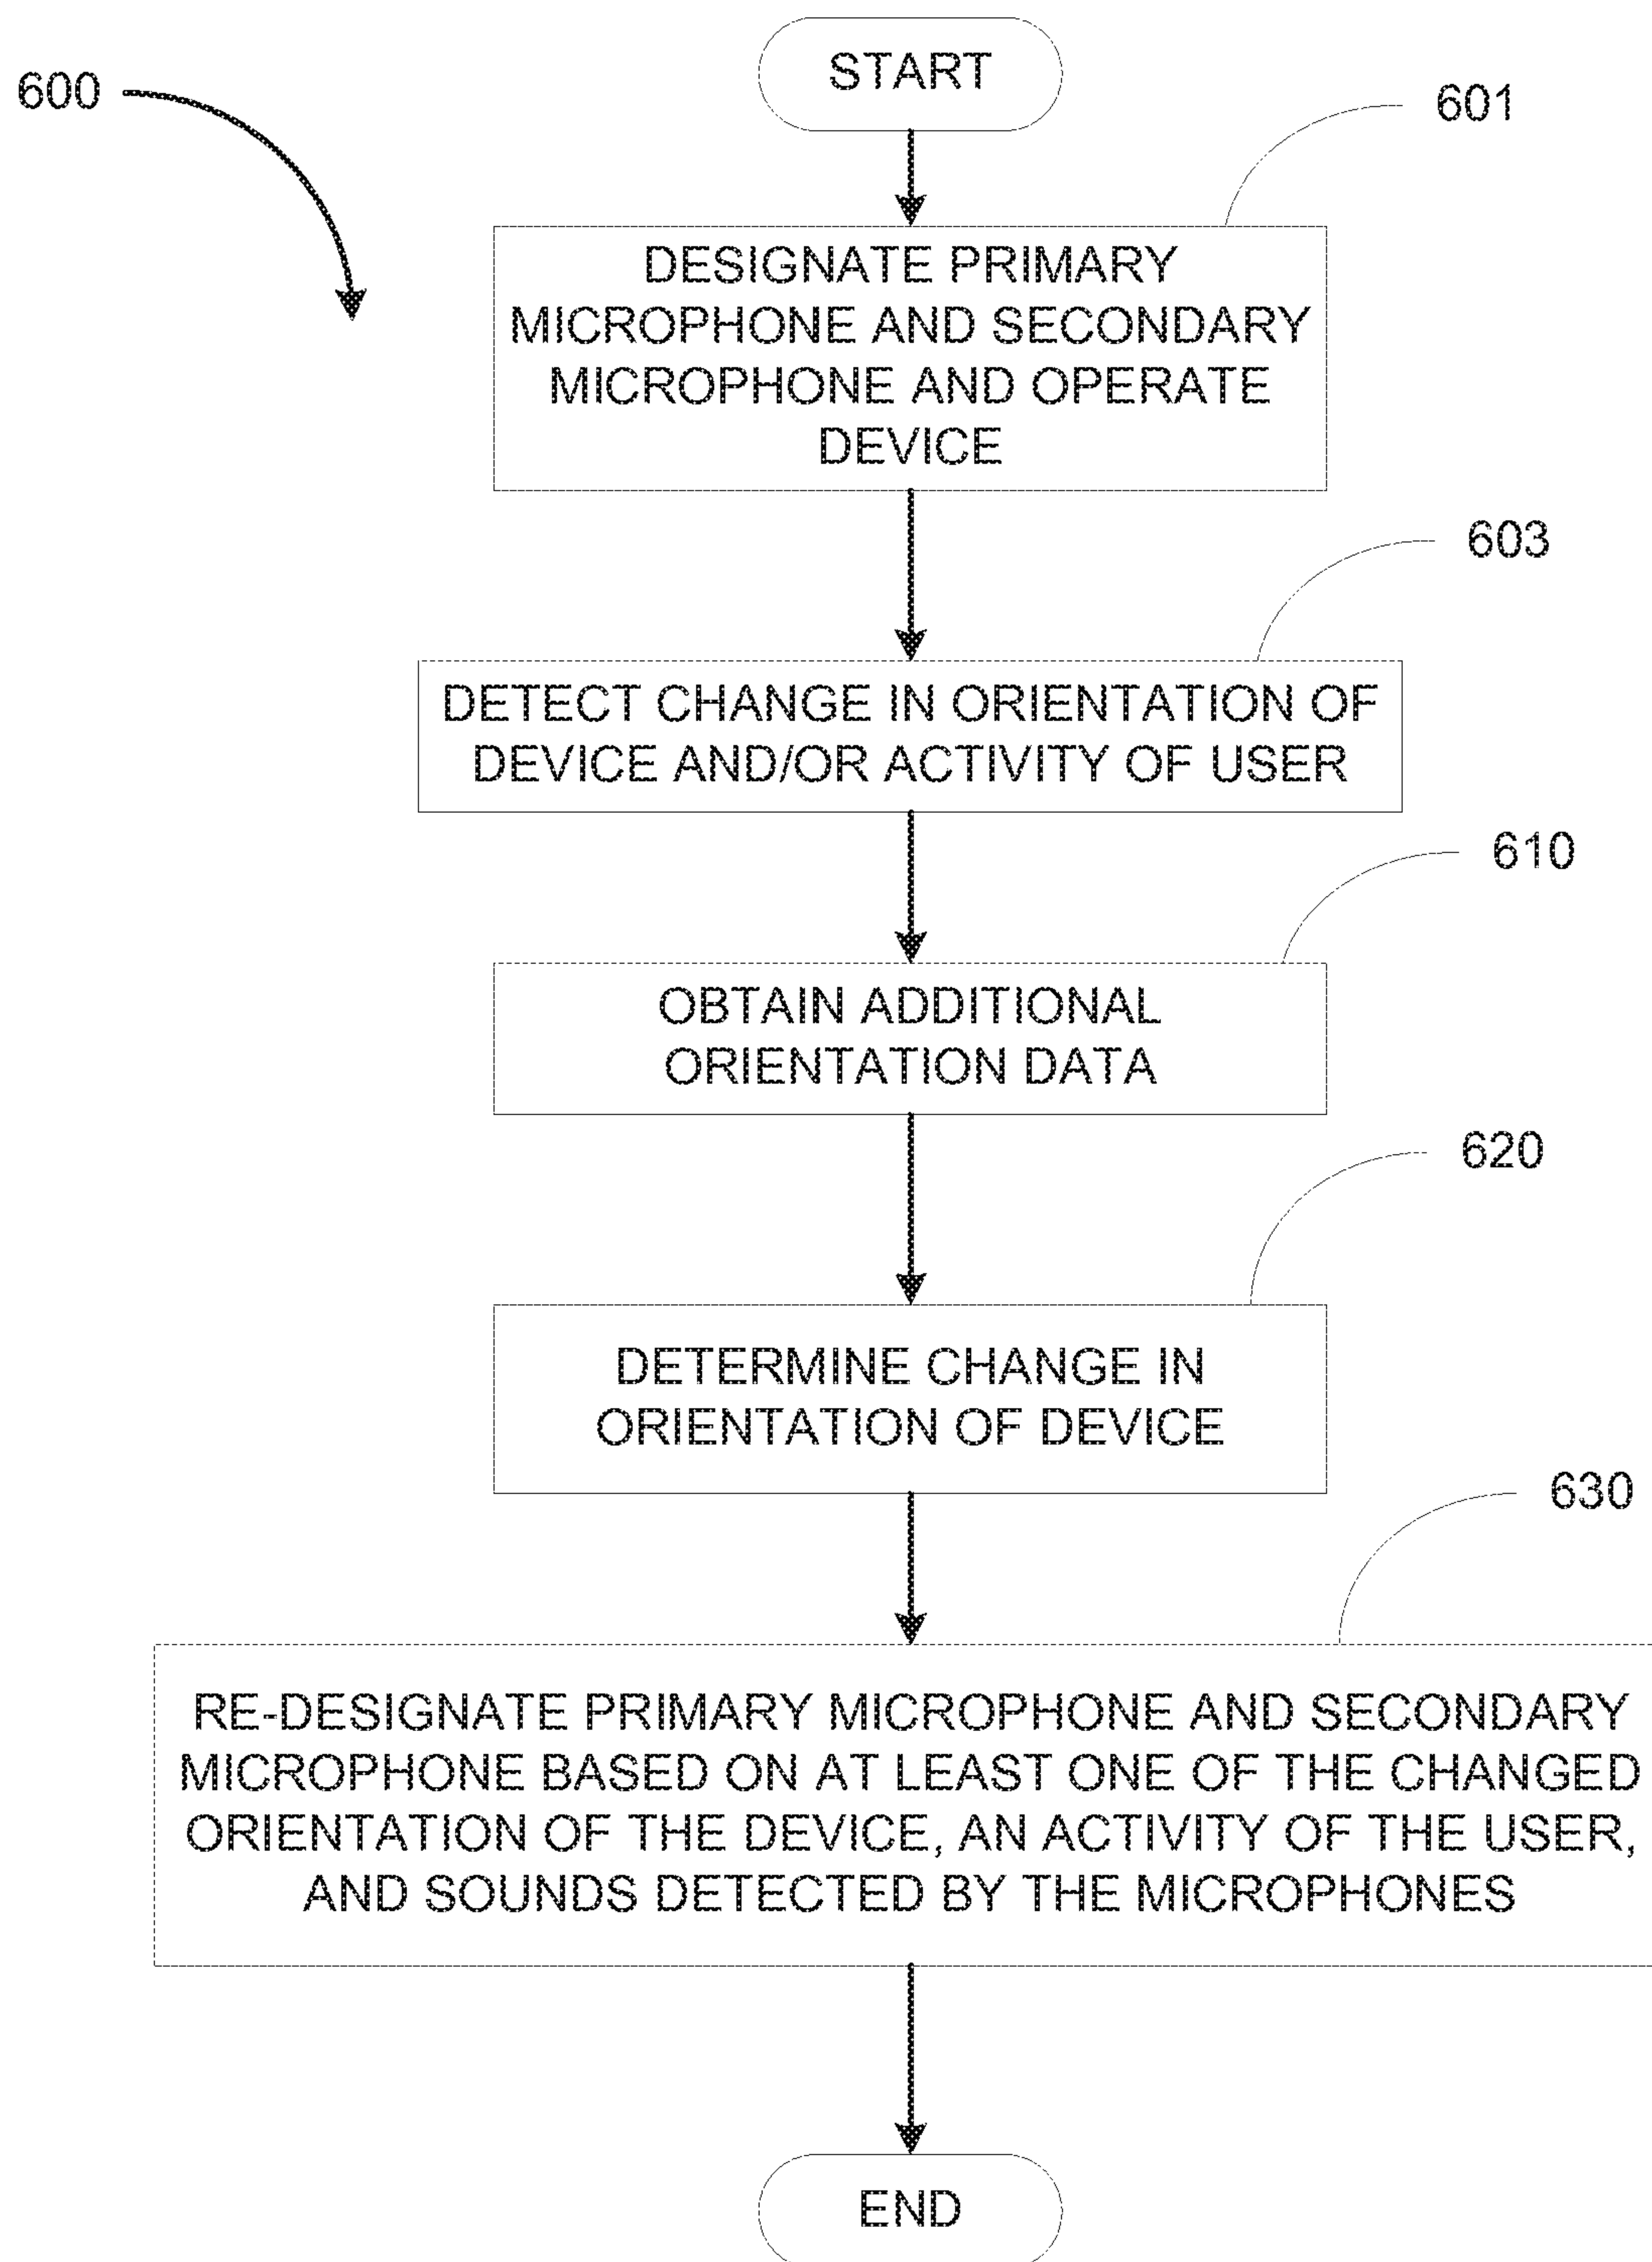 START
600
601
DESIGNATE PRIMARY
MICROPHONE AND SECONDARY
MICROPHONE AND OPERATE
DEVICE
603
DETECT CHANGE IN ORIENTATION OF
DEVICE AND/OR ACTIVITY OF USER
610
OBTAIN ADDITIONAL
ORIENTATION DATA
620
DETERMINE CHANGE IN
ORIENTATION OF DEVICE
630
RE-DESIGNATE PRIMARY MICROPHONE AND SECONDARY
MICROPHONE BASED ON AT LEAST ONE OF THE CHANGED
ORIENTATION OF THE DEVICE, AN ACTIVITY OF THE USER,
AND SOUNDS DETECTED BY THE MICROPHONES
END